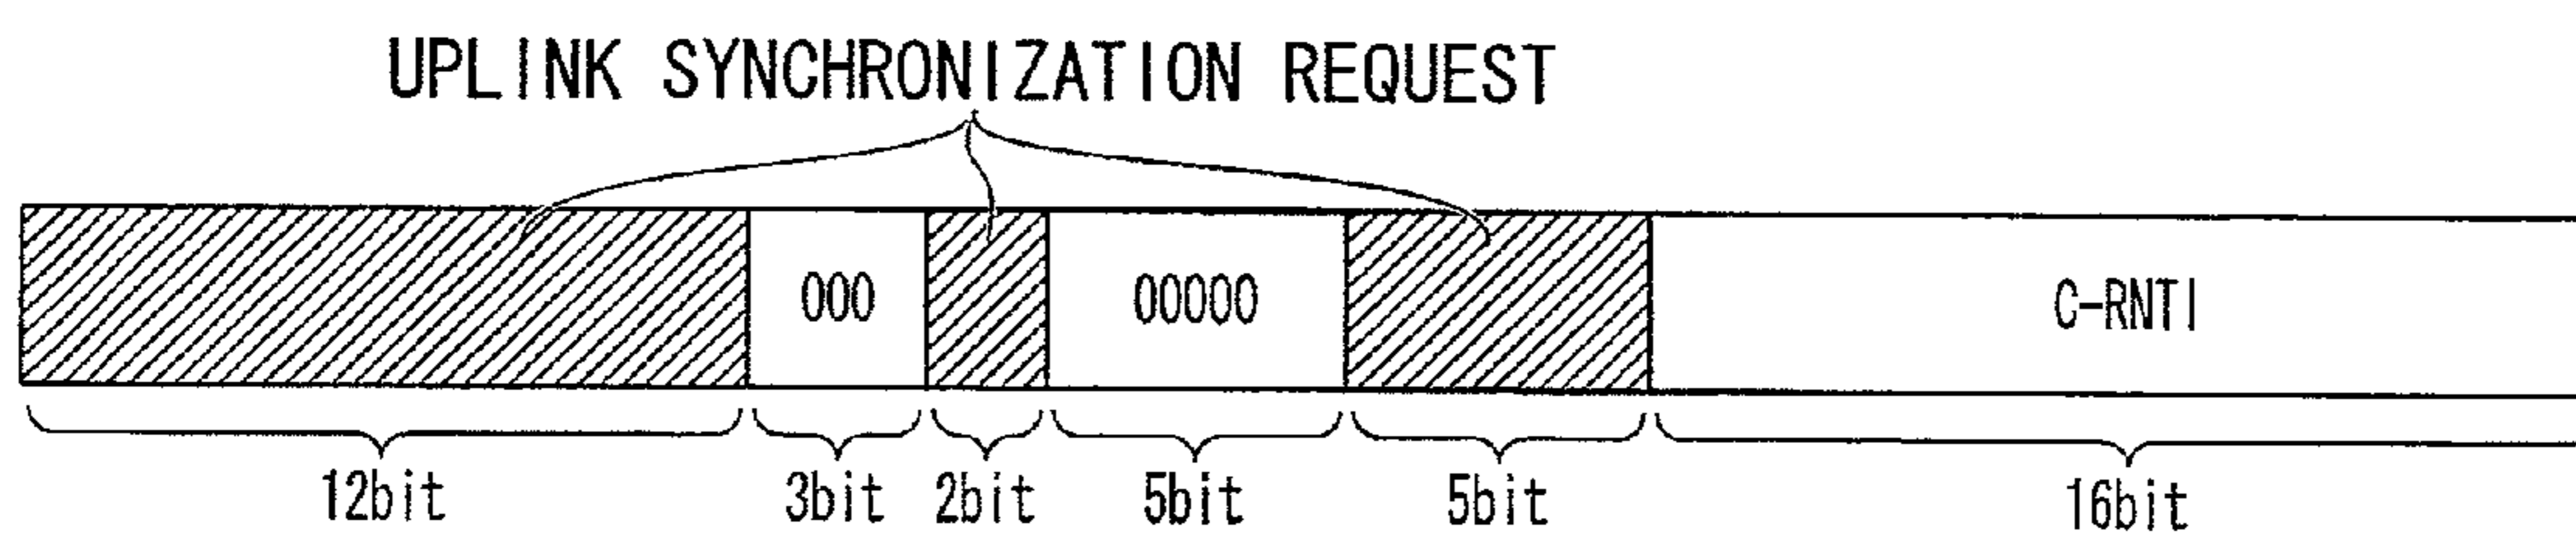 UPLINK SYNCHRONIZATION REQUEST
000 00000 C-RNTI
12bit 3bit 2bit 5bit 5bit 16bit